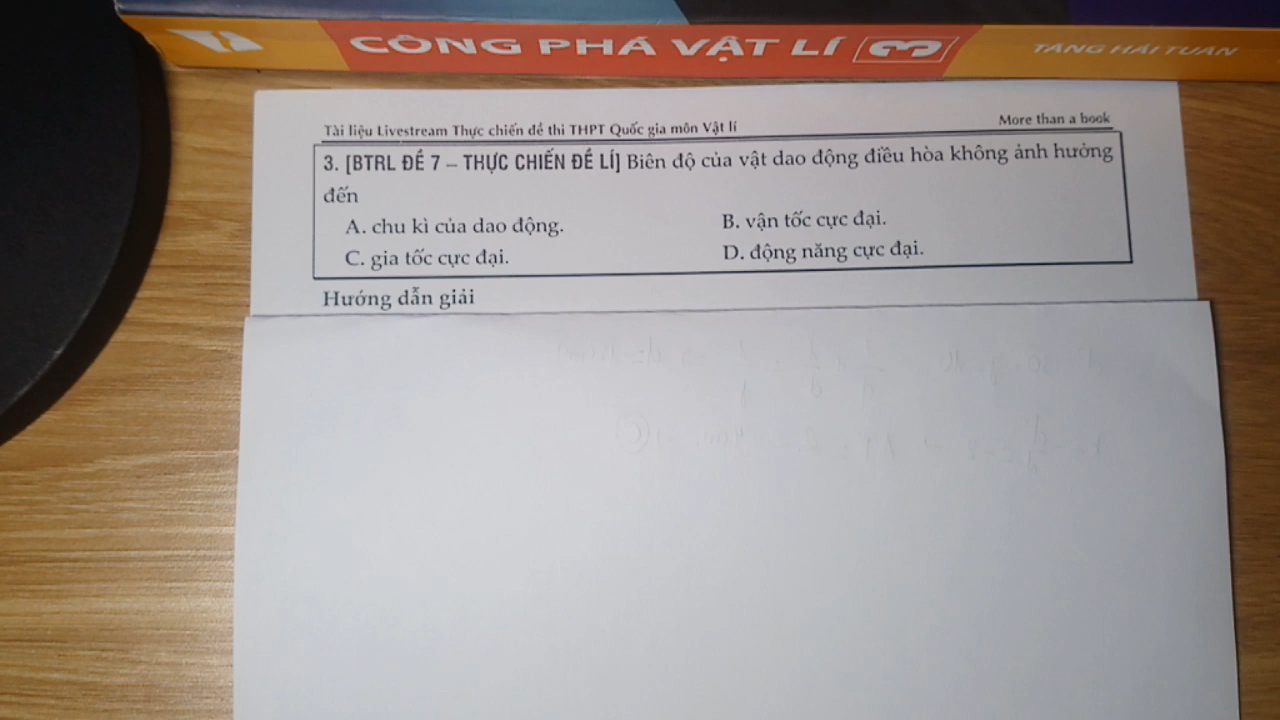 CÔNG PHÁ VẬT LÍ 3
TĂNG HẢI TUÂN
Tài liệu Livestream Thực chiến đề thi THPT Quốc gia môn Vật lí
More than a book
3. [BTRL ĐỀ 7 – THỰC CHIẾN ĐỀ LÍ] Biên độ của vật dao động điều hòa không ảnh hưởng
đến
A. chu kì của dao động.
B. vận tốc cực đại.
C. gia tốc cực đại.
D. động năng cực đại.
Hướng dẫn giải